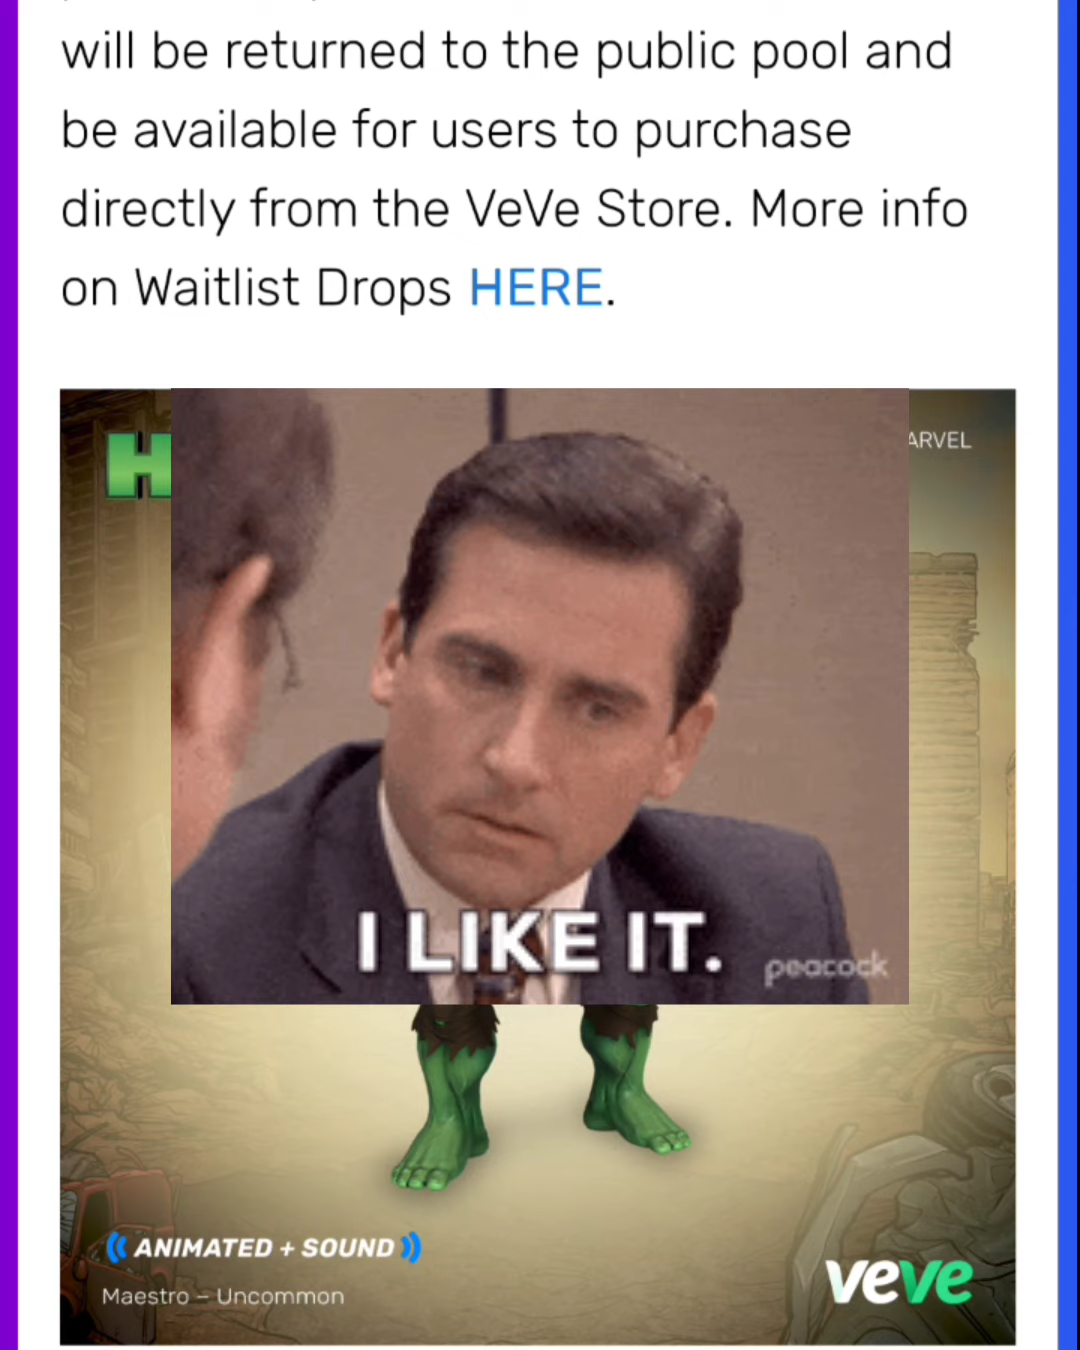 will be returned to the public pool and
be available for users to purchase
directly from the VeVe Store. More info
on Waitlist Drops HERE.
H
ARVEL
I LIKE IT.
peacock
ANIMATED + SOUND
Maestro – Uncommon
veve